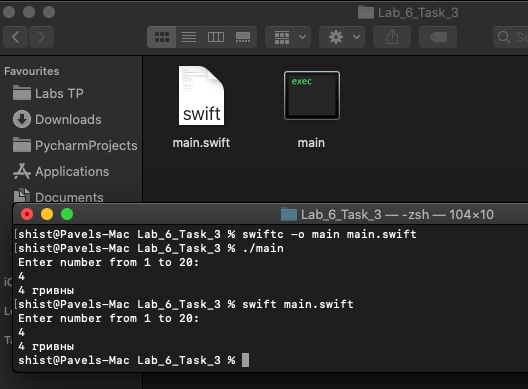 Lab_6_Task_3
Favourites
Labs TP
Downloads
PycharmProjects
Applications
Documents
swift
main.swift
exec
main
Lab_6_Task_3 — -zsh — 104×10
[shist@Pavels-Mac Lab_6_Task_3 % swiftc -o main main.swift
[shist@Pavels-Mac Lab_6_Task_3 % ./main
Enter number from 1 to 20:
4
4 гривны
[shist@Pavels-Mac Lab_6_Task_3 % swift main.swift
Enter number from 1 to 20:
4
4 гривны
shist@Pavels-Mac Lab_6_Task_3 %